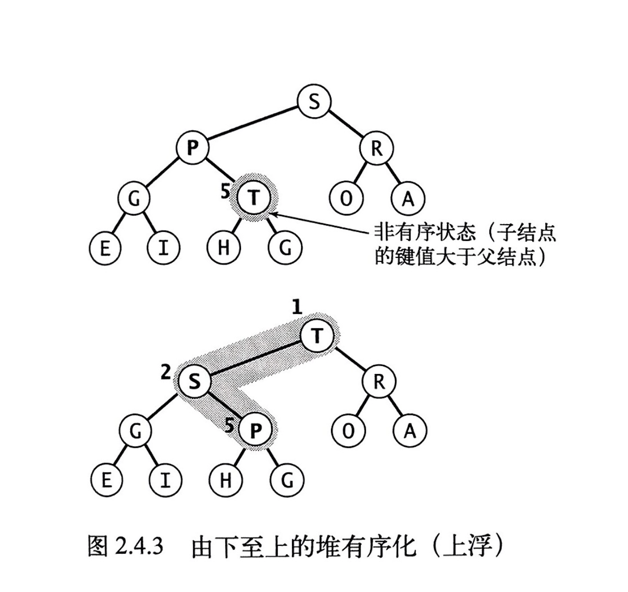 S
P R
G 5 T O A
E I H G
非有序状态（子结点
的键值大于父结点）
1
T
2 S R
G 5 P O A
E I H G
图 2.4.3 由下至上的堆有序化（上浮）